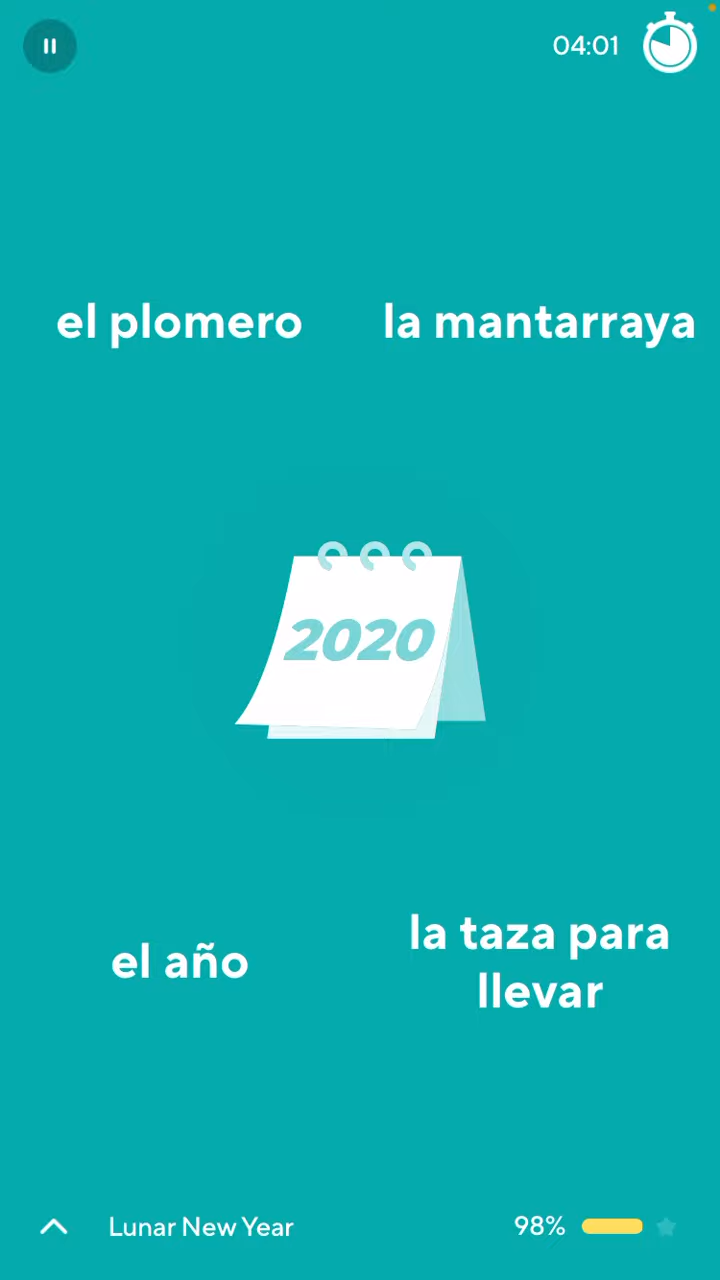 04:01
el plomero
la mantarraya
2020
el año
la taza para
llevar
Lunar New Year
98%